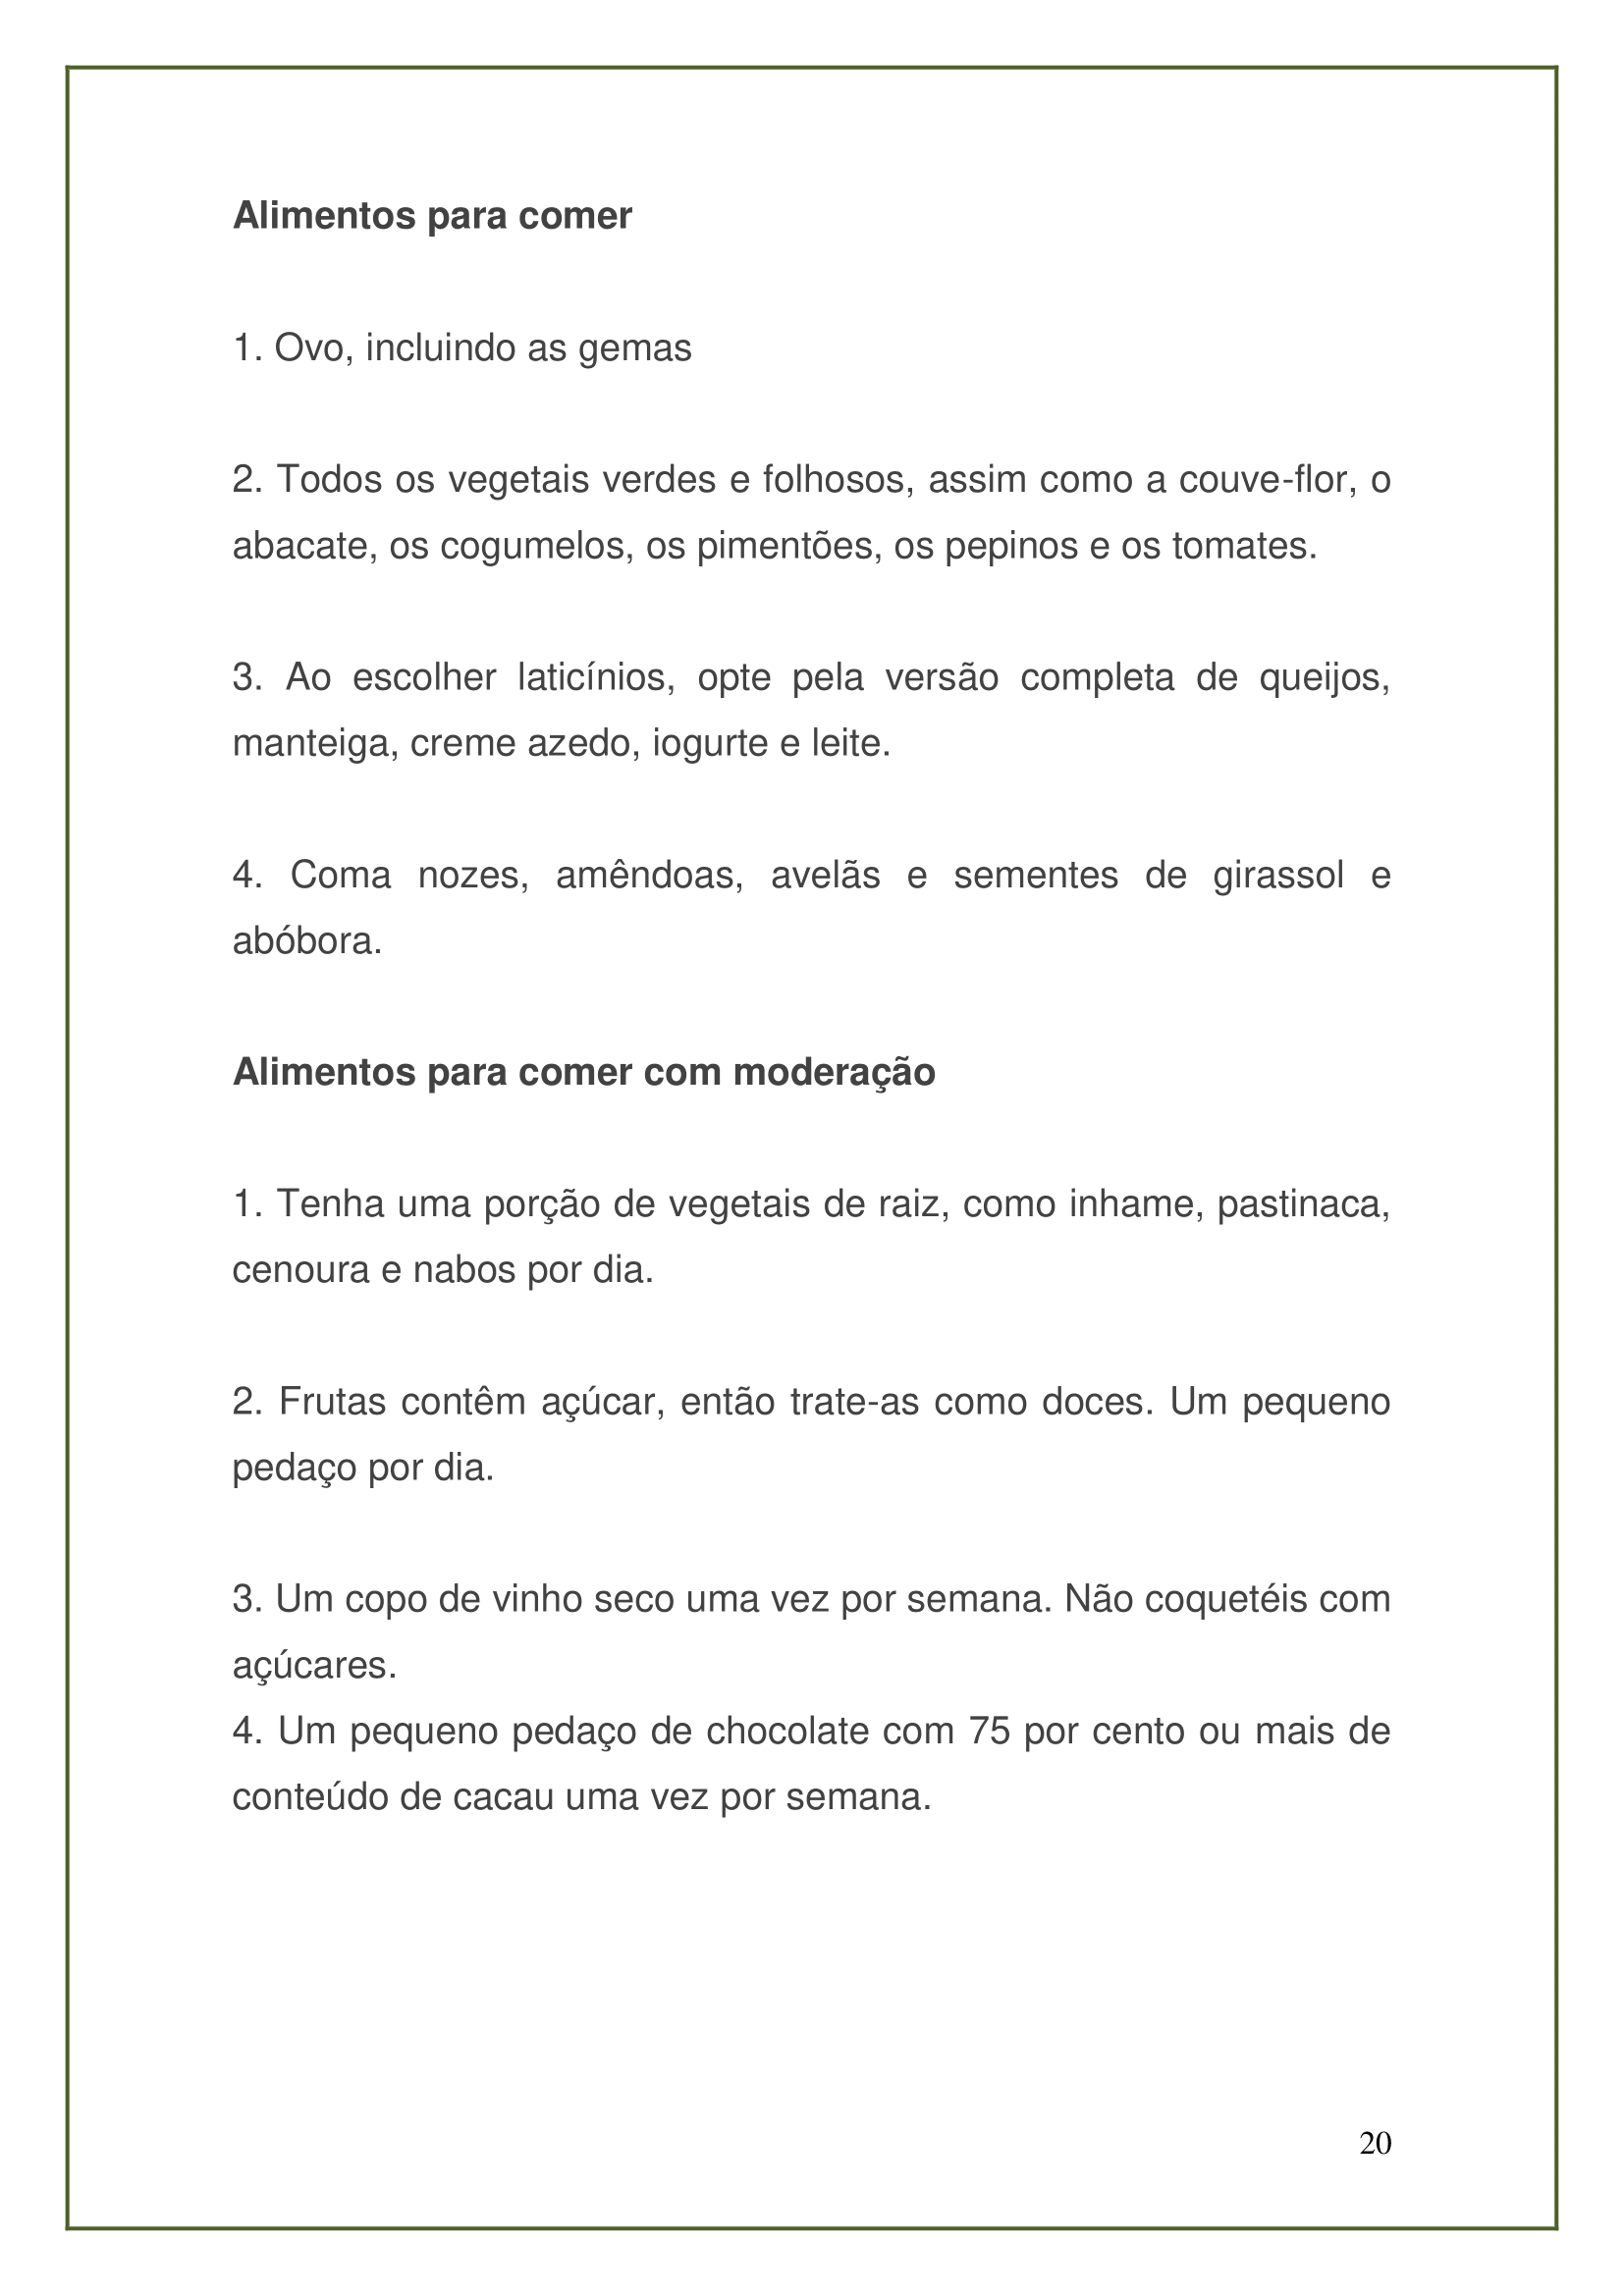 Alimentos para comer
1. Ovo, incluindo as gemas
2. Todos os vegetais verdes e folhosos, assim como a couve-flor, o
abacate, os cogumelos, os pimentões, os pepinos e os tomates.
3. Ao escolher laticínios, opte pela versão completa de queijos,
manteiga, creme azedo, iogurte e leite.
4. Coma nozes, amêndoas, avelãs e sementes de girassol e
abóbora.
Alimentos para comer com moderação
1. Tenha uma porção de vegetais de raiz, como inhame, pastinaca,
cenoura e nabos por dia.
2. Frutas contêm açúcar, então trate-as como doces. Um pequeno
pedaço por dia.
3. Um copo de vinho seco uma vez por semana. Não coquetéis com
açúcares.
4. Um pequeno pedaço de chocolate com 75 por cento ou mais de
conteúdo de cacau uma vez por semana.
20